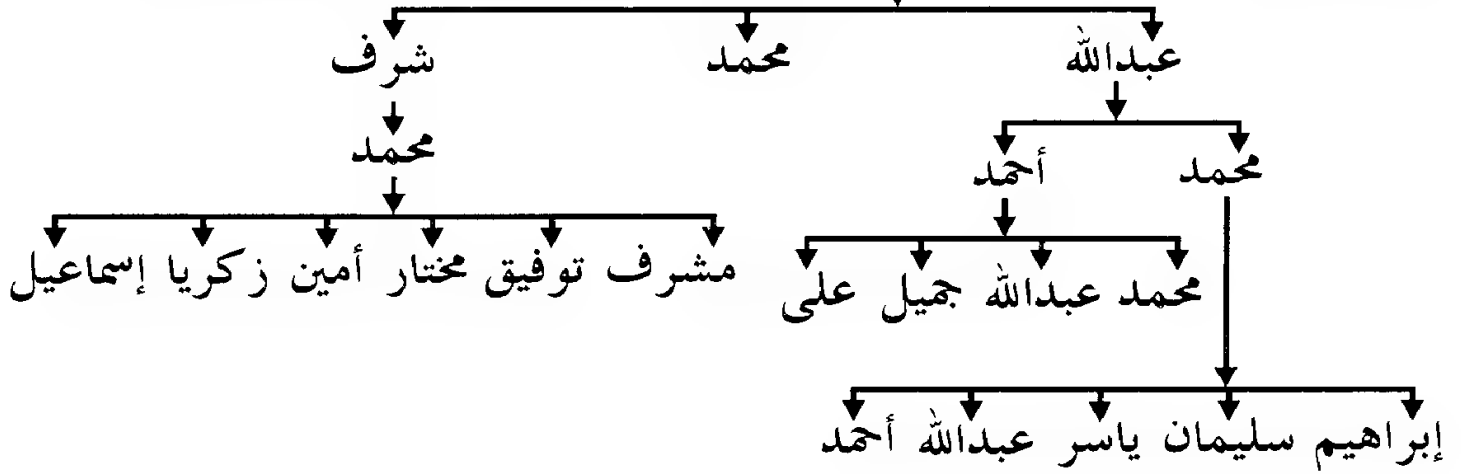 عبدالله محمد شرف
محمد
محمد أحمد
محمد عبدالله جميل على
مشرف توفيق مختار أمين زكريا إسماعيل
إبراهيم سليمان ياسر عبدالله أحمد